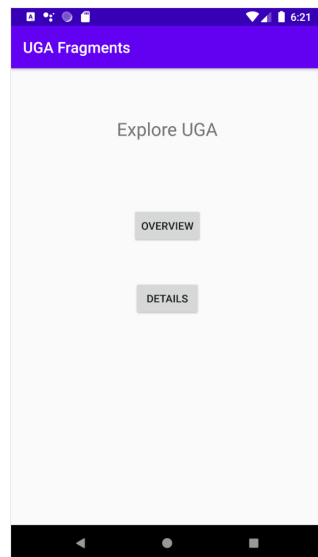 A 6:21
UGA Fragments
Explore UGA
OVERVIEW
DETAILS